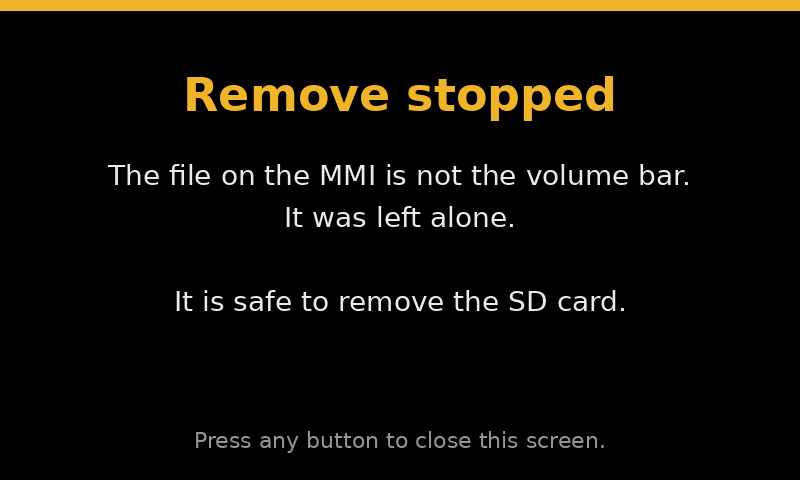 Remove stopped
The file on the MMI is not the volume bar.
It was left alone.
It is safe to remove the SD card.
Press any button to close this screen.